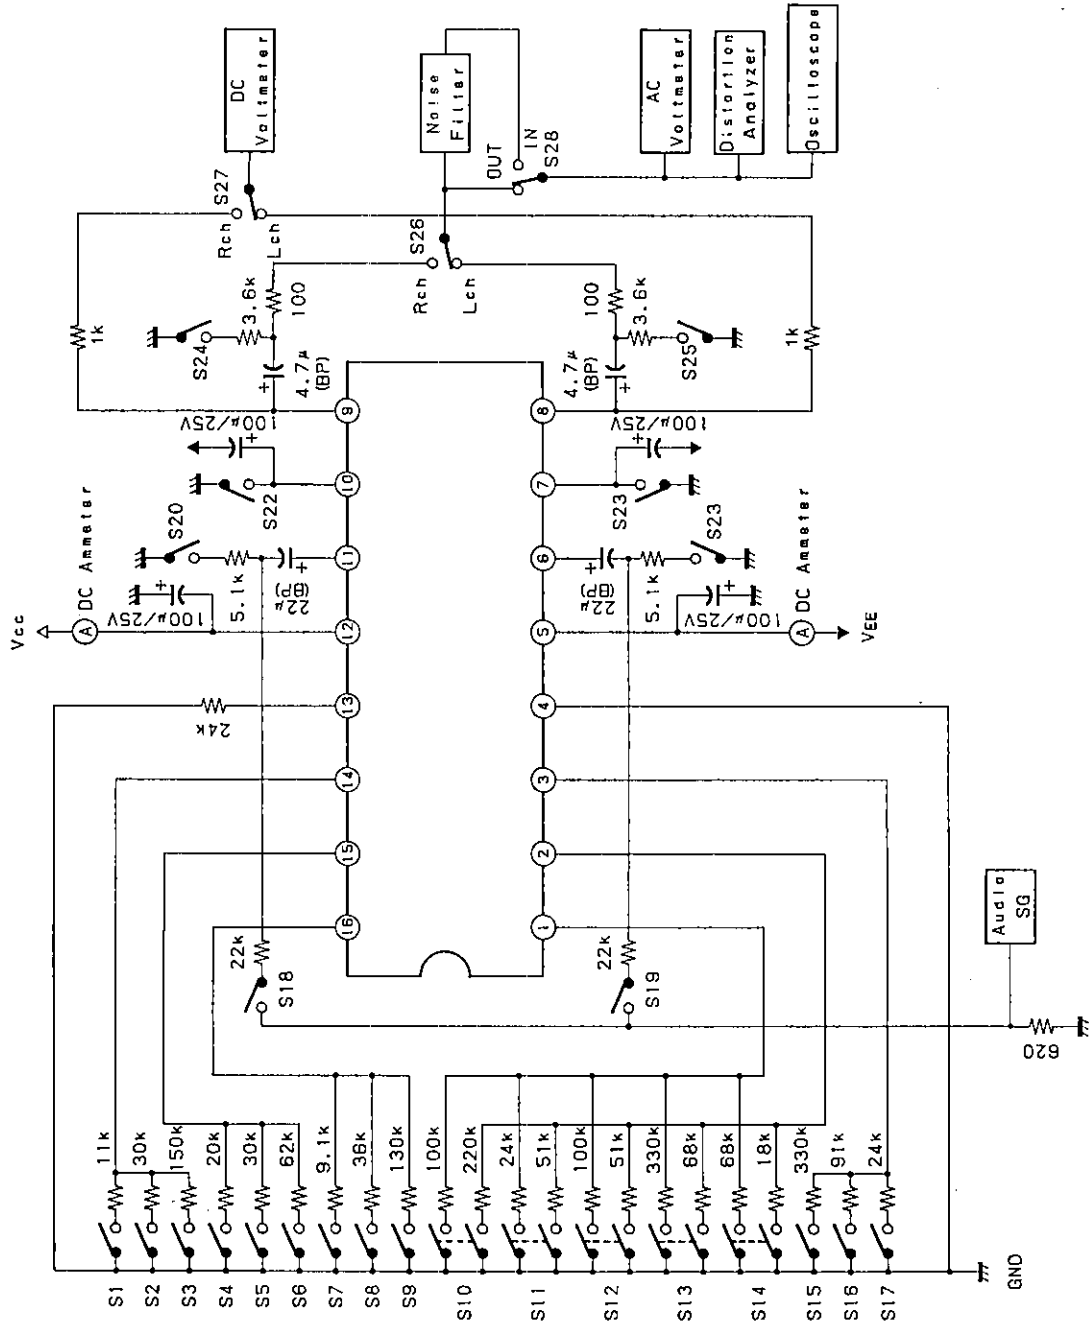 DC
Voltmeter
Noise
Filter
AC
Voltmeter
Distortion
Analyzer
Oscilloscope
S27
Rch
Lch
OUT
IN
S28
S26
Rch
Lch
1k
S24
3.6k
100
4.7μ
(BP)
100
3.6k
S25
4.7μ
(BP)
1k
100μ/25V
100μ/25V
S22
S23
S20
S23
Vcc
A
DC Ammeter
100μ/25V
5.1k
22μ
(BP)
22μ
(BP)
5.1k
100μ/25V
A
DC Ammeter
VEE
24k
9
10
11
12
13
14
15
16
8
7
6
5
4
3
2
1
22k
S18
22k
S19
Audio
SG
620
11k
30k
150k
20k
30k
62k
9.1k
36k
130k
100k
220k
24k
51k
100k
51k
330k
68k
68k
18k
330k
91k
24k
S1
S2
S3
S4
S5
S6
S7
S8
S9
S10
S11
S12
S13
S14
S15
S16
S17
GND